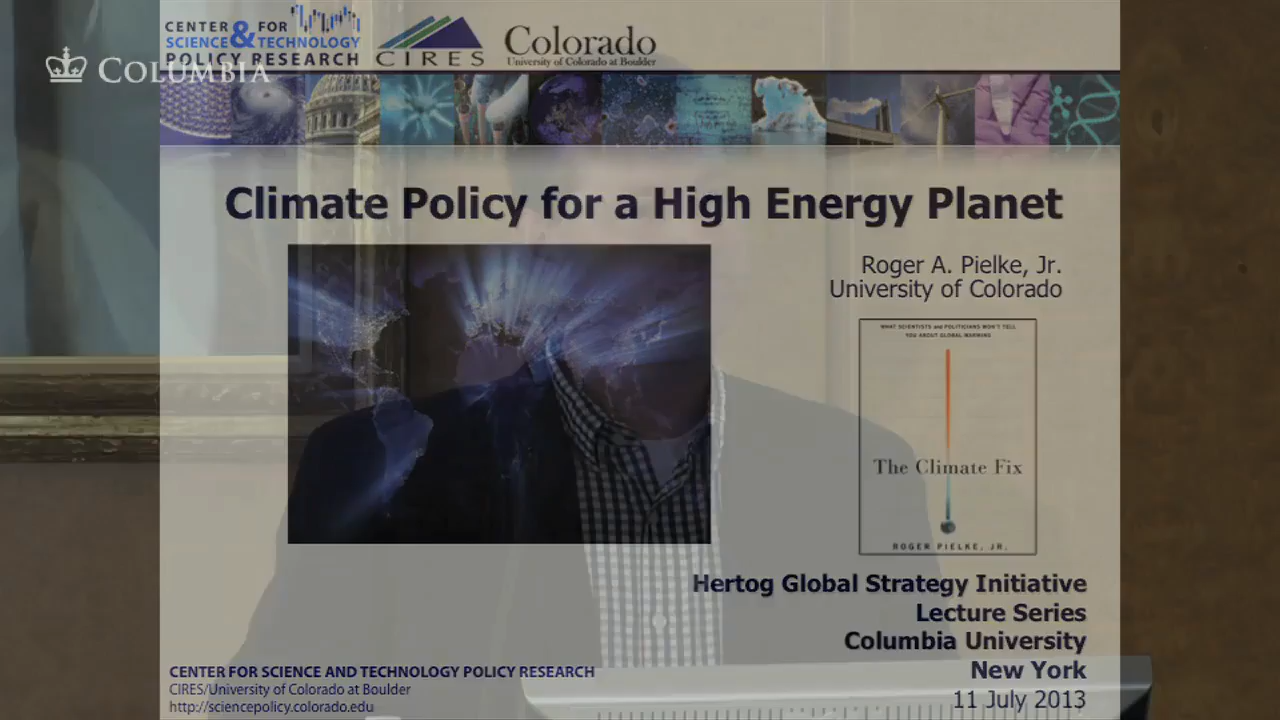 CENTER FOR
SCIENCE & TECHNOLOGY
POLICY RESEARCH
CIRES
Colorado
University of Colorado at Boulder
COLUMBIA
Climate Policy for a High Energy Planet
Roger A. Pielke, Jr.
University of Colorado
WHAT SCIENTISTS and POLITICIANS WON'T TELL
YOU ABOUT GLOBAL WARMING
The Climate Fix
ROGER PIELKE, JR.
Hertog Global Strategy Initiative
Lecture Series
Columbia University
New York
11 July 2013
CENTER FOR SCIENCE AND TECHNOLOGY POLICY RESEARCH
CIRES/University of Colorado at Boulder
http://sciencepolicy.colorado.edu